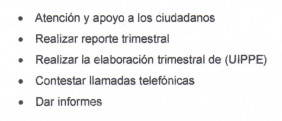 • Atención y apoyo a los ciudadanos
• Realizar reporte trimestral
• Realizar la elaboración trimestral de (UIPPE)
• Contestar llamadas telefónicas
• Dar informes